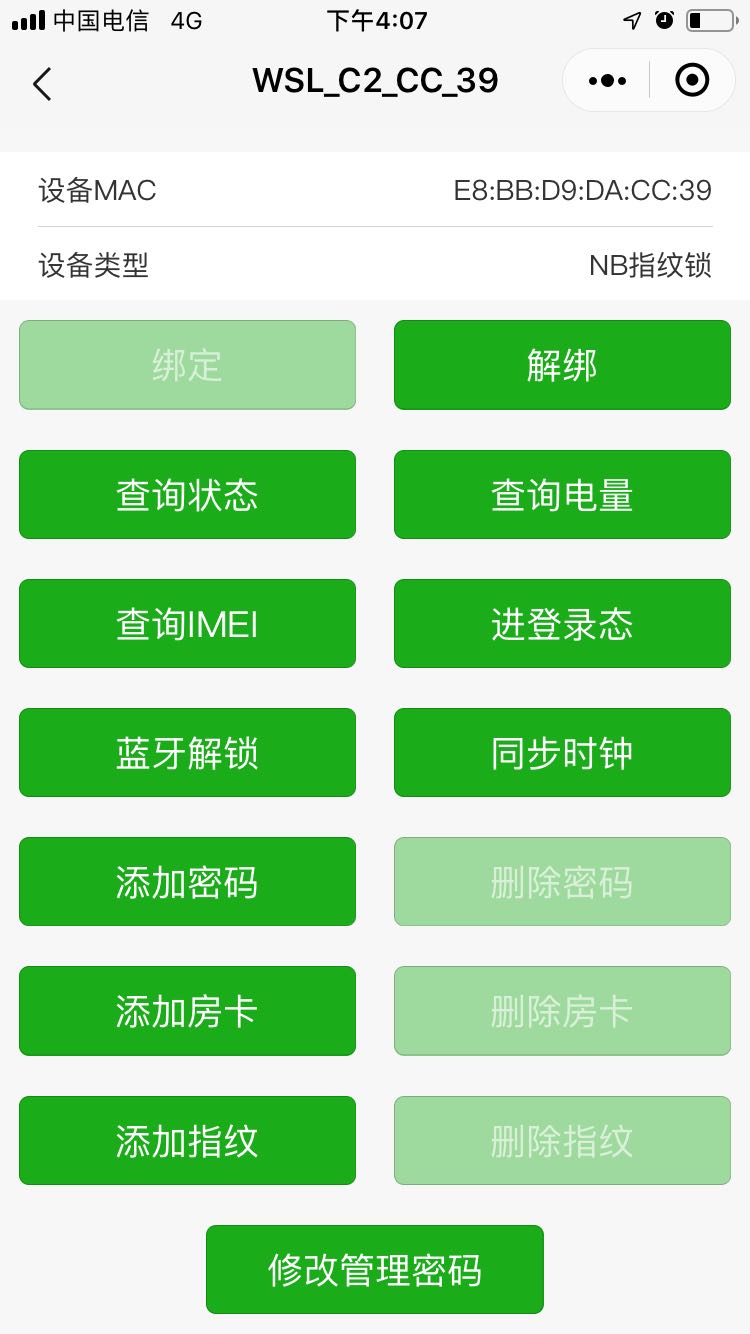 中国电信 4G 下午4:07
WSL_C2_CC_39
设备MAC E8:BB:D9:DA:CC:39
设备类型 NB指纹锁
绑定 解绑
查询状态 查询电量
查询IMEI 进登录态
蓝牙解锁 同步时钟
添加密码 删除密码
添加房卡 删除房卡
添加指纹 删除指纹
修改管理密码